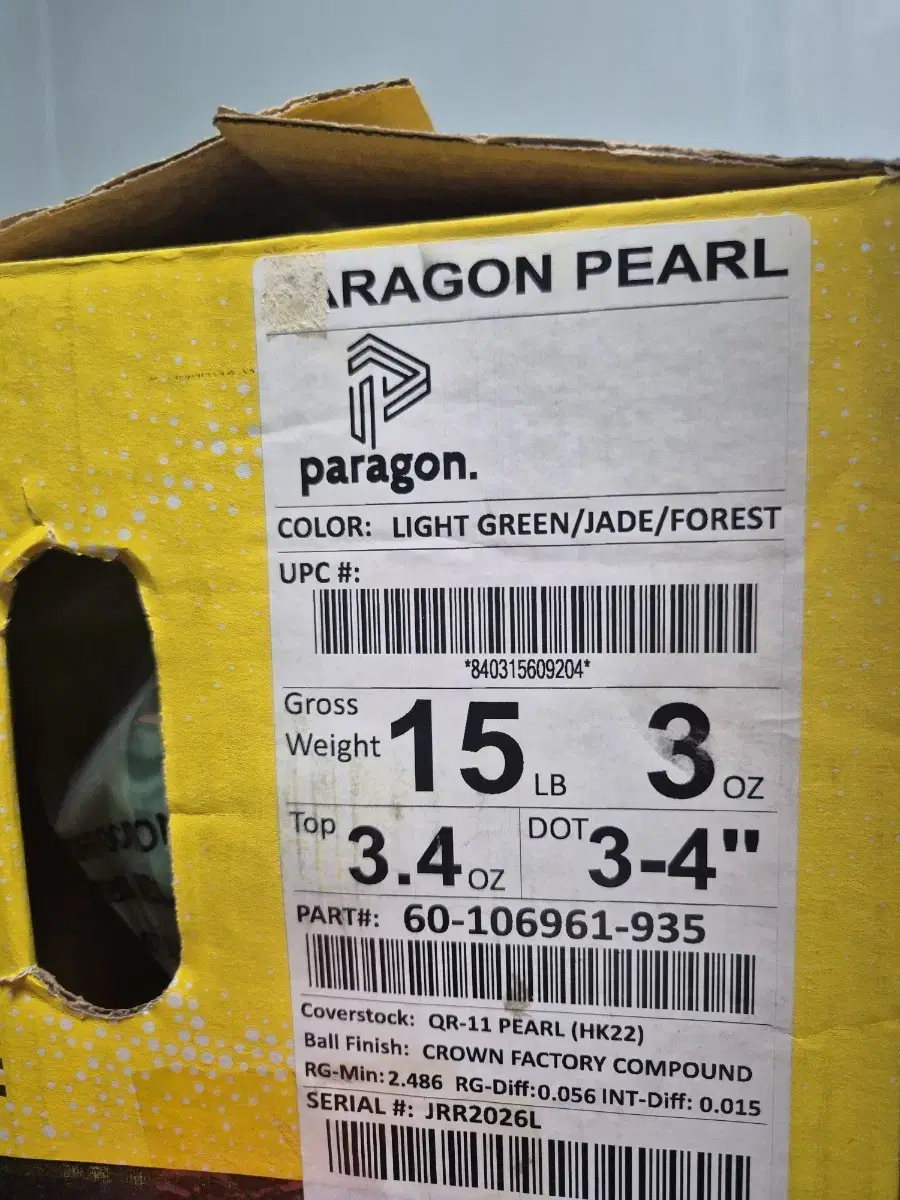 ARAGON PEARL
paragon.
COLOR: LIGHT GREEN/JADE/FOREST
UPC #:
*840315609204*
Gross Weight 15 LB 3 OZ
Top 3.4 OZ DOT 3-4"
PART#: 60-106961-935
Coverstock: QR-11 PEARL (HK22)
Ball Finish: CROWN FACTORY COMPOUND
RG-Min: 2.486 RG-Diff: 0.056 INT-Diff: 0.015
SERIAL #: JRR2026L